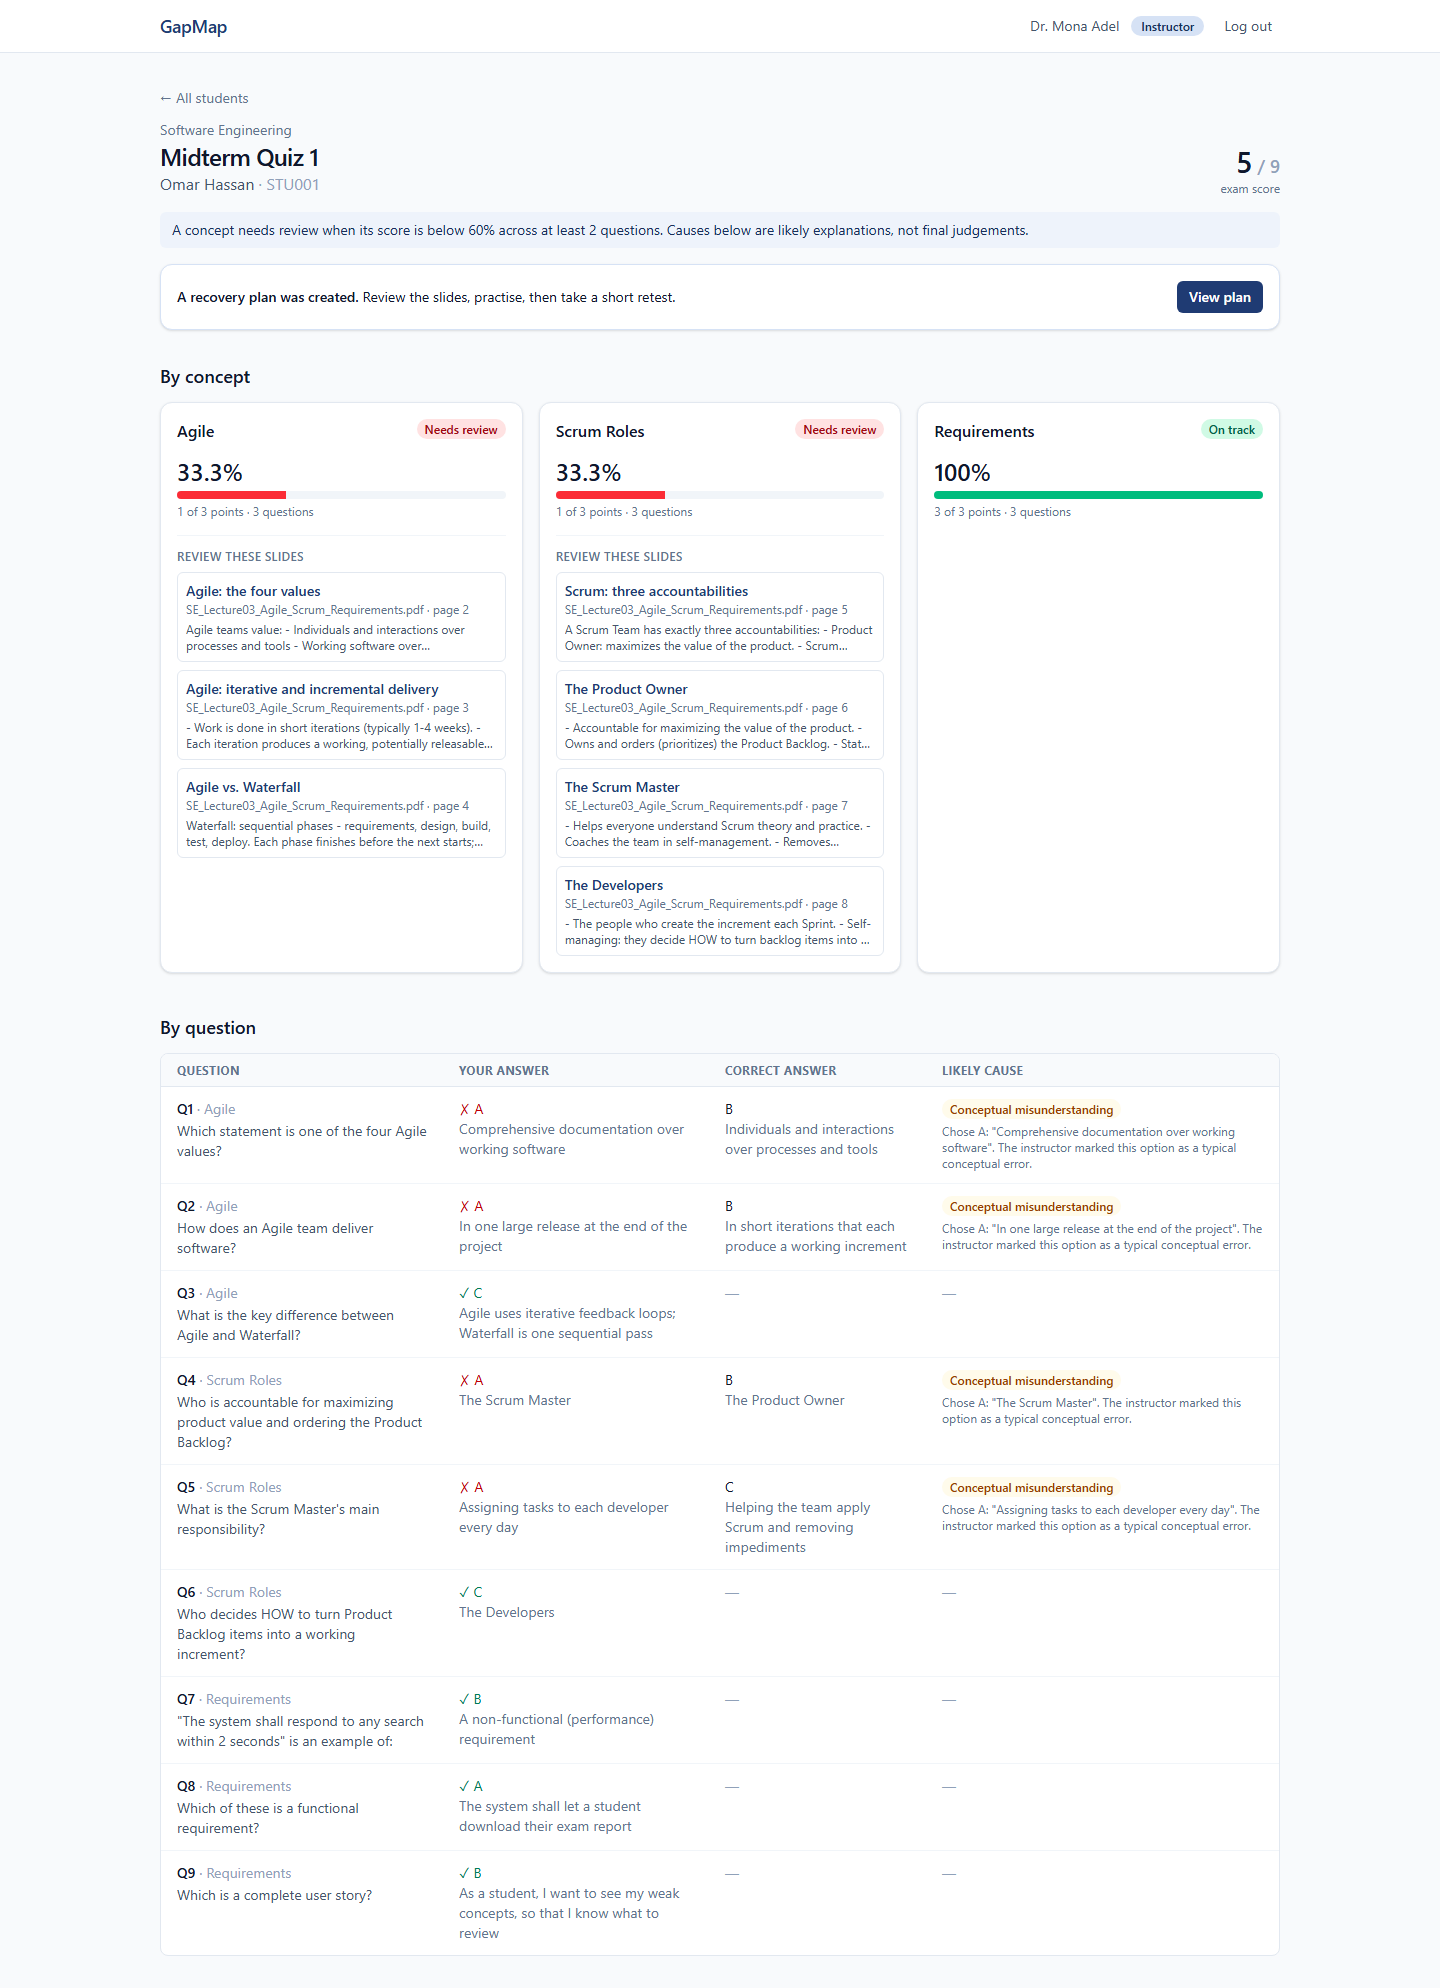 GapMap
Dr. Mona Adel Instructor Log out
← All students
Software Engineering
Midterm Quiz 1
Omar Hassan · STU001
5 / 9
exam score
A concept needs review when its score is below 60% across at least 2 questions. Causes below are likely explanations, not final judgements.
A recovery plan was created. Review the slides, practise, then take a short retest.
View plan
By concept
Agile
Needs review
33.3%
1 of 3 points · 3 questions
REVIEW THESE SLIDES
Agile: the four values
SE_Lecture03_Agile_Scrum_Requirements.pdf · page 2
Agile teams value: - Individuals and interactions over
processes and tools - Working software over...
Agile: iterative and incremental delivery
SE_Lecture03_Agile_Scrum_Requirements.pdf · page 3
- Work is done in short iterations (typically 1-4 weeks). -
Each iteration produces a working, potentially releasable...
Agile vs. Waterfall
SE_Lecture03_Agile_Scrum_Requirements.pdf · page 4
Waterfall: sequential phases - requirements, design, build,
test, deploy. Each phase finishes before the next starts;...
Scrum Roles
Needs review
33.3%
1 of 3 points · 3 questions
REVIEW THESE SLIDES
Scrum: three accountabilities
SE_Lecture03_Agile_Scrum_Requirements.pdf · page 5
A Scrum Team has exactly three accountabilities: - Product
Owner: maximizes the value of the product. - Scrum...
The Product Owner
SE_Lecture03_Agile_Scrum_Requirements.pdf · page 6
- Accountable for maximizing the value of the product. -
Owns and orders (prioritizes) the Product Backlog. - Stat...
The Scrum Master
SE_Lecture03_Agile_Scrum_Requirements.pdf · page 7
- Helps everyone understand Scrum theory and practice. -
Coaches the team in self-management. - Removes...
The Developers
SE_Lecture03_Agile_Scrum_Requirements.pdf · page 8
- The people who create the increment each Sprint. - Self-
managing: they decide HOW to turn backlog items into ...
Requirements
On track
100%
3 of 3 points · 3 questions
By question
QUESTION
YOUR ANSWER
CORRECT ANSWER
LIKELY CAUSE
Q1 · Agile
Which statement is one of the four Agile
values?
✗ A
Comprehensive documentation over
working software
B
Individuals and interactions
over processes and tools
Conceptual misunderstanding
Chose A: "Comprehensive documentation over working
software". The instructor marked this option as a typical
conceptual error.
Q2 · Agile
How does an Agile team deliver
software?
✗ A
In one large release at the end of the
project
B
In short iterations that each
produce a working increment
Conceptual misunderstanding
Chose A: "In one large release at the end of the project". The
instructor marked this option as a typical conceptual error.
Q3 · Agile
What is the key difference between
Agile and Waterfall?
✓ C
Agile uses iterative feedback loops;
Waterfall is one sequential pass
—
—
Q4 · Scrum Roles
Who is accountable for maximizing
product value and ordering the Product
Backlog?
✗ A
The Scrum Master
B
The Product Owner
Conceptual misunderstanding
Chose A: "The Scrum Master". The instructor marked this
option as a typical conceptual error.
Q5 · Scrum Roles
What is the Scrum Master's main
responsibility?
✗ A
Assigning tasks to each developer
every day
C
Helping the team apply
Scrum and removing
impediments
Conceptual misunderstanding
Chose A: "Assigning tasks to each developer every day". The
instructor marked this option as a typical conceptual error.
Q6 · Scrum Roles
Who decides HOW to turn Product
Backlog items into a working
increment?
✓ C
The Developers
—
—
Q7 · Requirements
"The system shall respond to any search
within 2 seconds" is an example of:
✓ B
A non-functional (performance)
requirement
—
—
Q8 · Requirements
Which of these is a functional
requirement?
✓ A
The system shall let a student
download their exam report
—
—
Q9 · Requirements
Which is a complete user story?
✓ B
As a student, I want to see my weak
concepts, so that I know what to
review
—
—